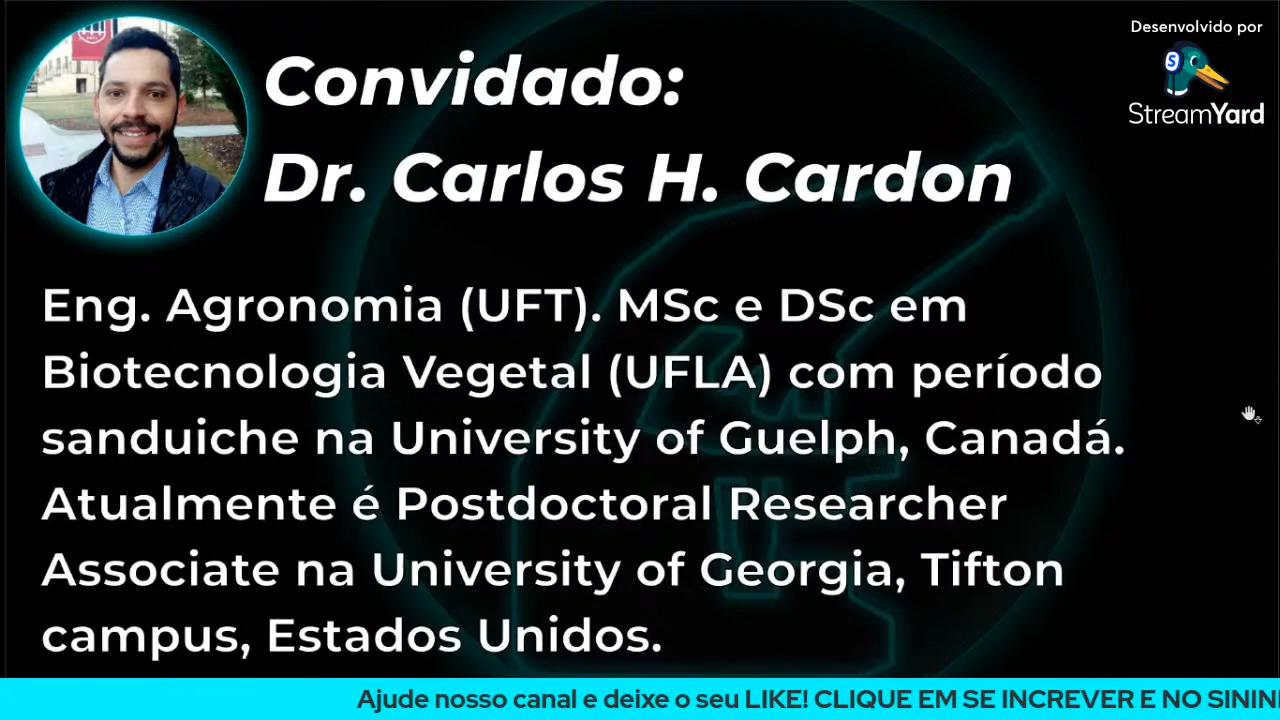 Desenvolvido por
StreamYard
Convidado:
Dr. Carlos H. Cardon
Eng. Agronomia (UFT). MSc e DSc em
Biotecnologia Vegetal (UFLA) com período
sanduiche na University of Guelph, Canadá.
Atualmente é Postdoctoral Researcher
Associate na University of Georgia, Tifton
campus, Estados Unidos.
Ajude nosso canal e deixe o seu LIKE! CLIQUE EM SE INCREVER E NO